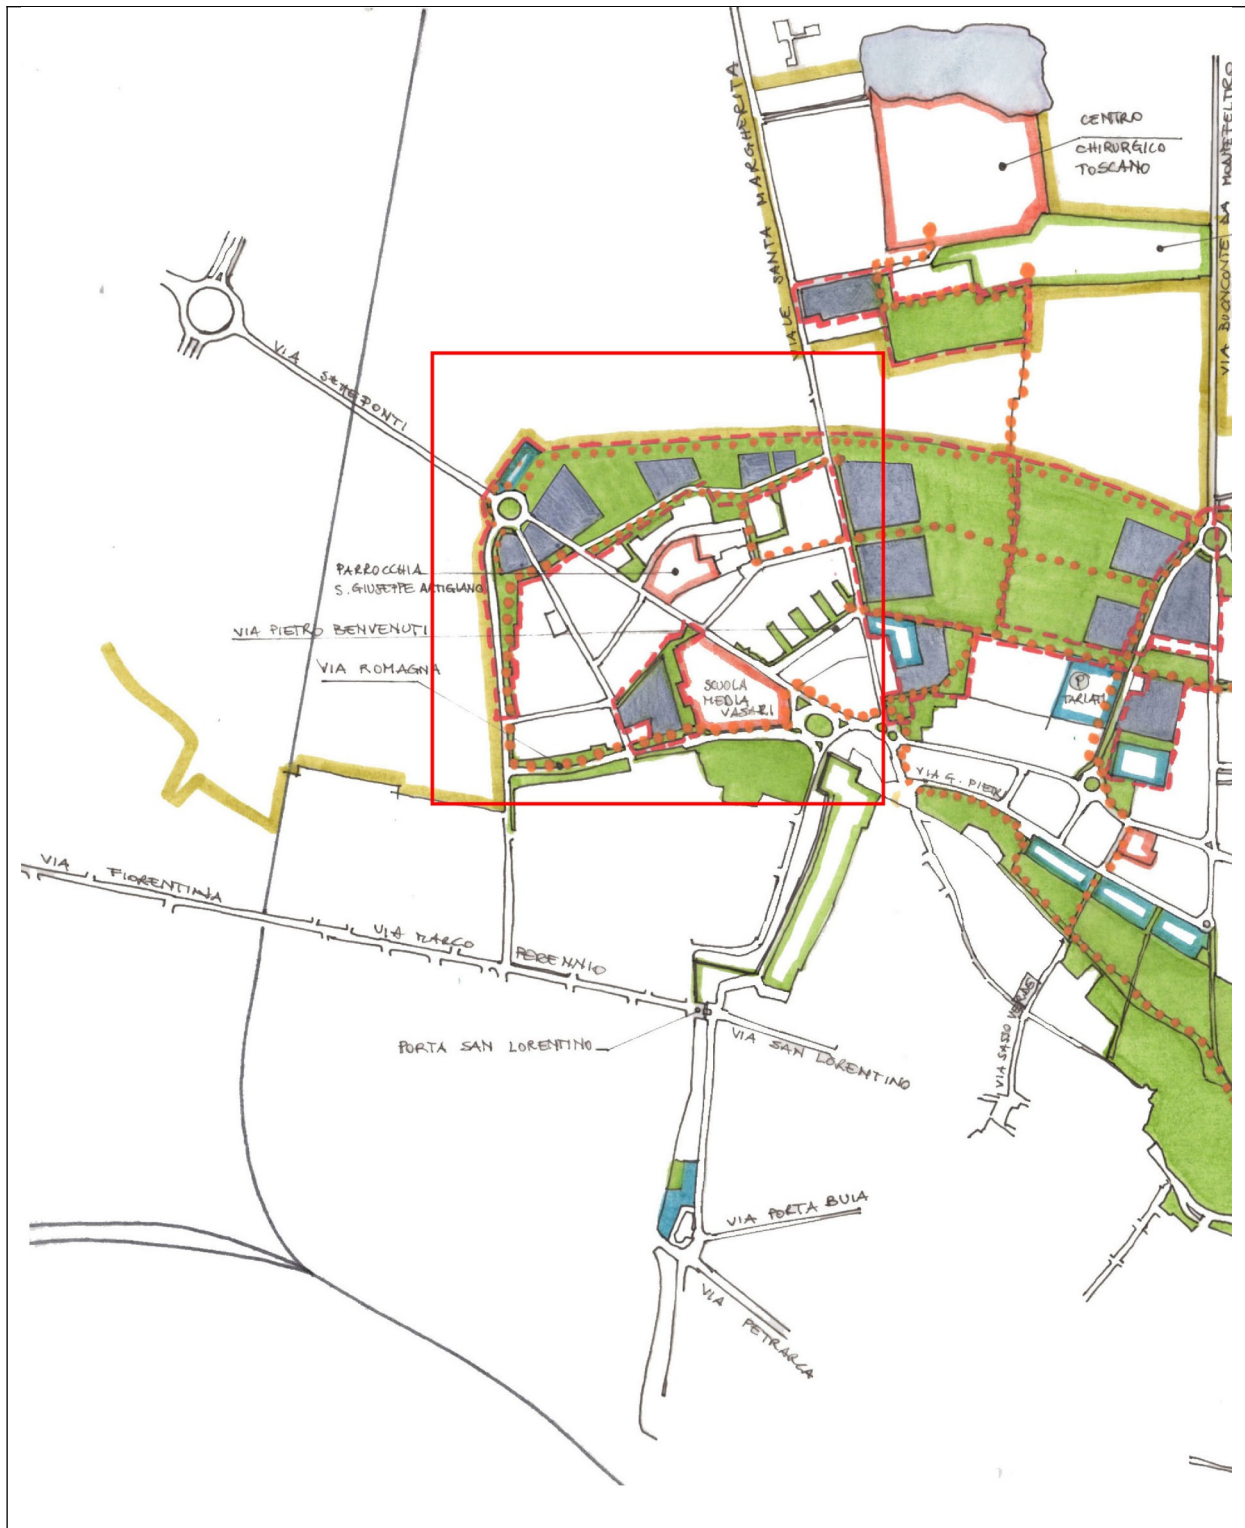 VIALE SANTA MARGHERITA
CENTRO
CHIRURGICO
TOSCANO
VIA BUONCONTE DA MONTEFELTRO
VIA
SETTEPONTI
PARROCCHIA
S. GIUSEPPE ARTIGIANO
VIA PIETRO BENVENUTI
VIA ROMAGNA
SCUOLA
MEDIA
VASARI
P
TARLATI
VIA G. PIETRI
VIA FIORENTINA
VIA MARCO PERENNIO
PORTA SAN LORENTINO
VIA SAN LORENTINO
VIA SASSO VERDE
VIA PORTA BUIA
VIA PETRARCA